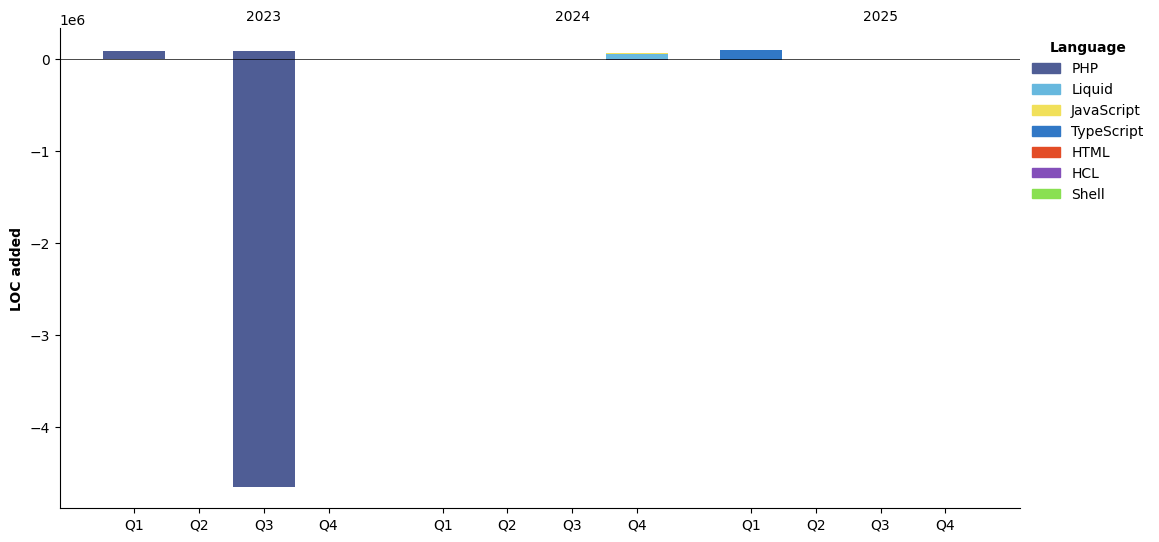 2023 2024 2025
1e6
0
−1
−2
−3
−4
LOC added
Q1 Q2 Q3 Q4 Q1 Q2 Q3 Q4 Q1 Q2 Q3 Q4
Language
PHP
Liquid
JavaScript
TypeScript
HTML
HCL
Shell